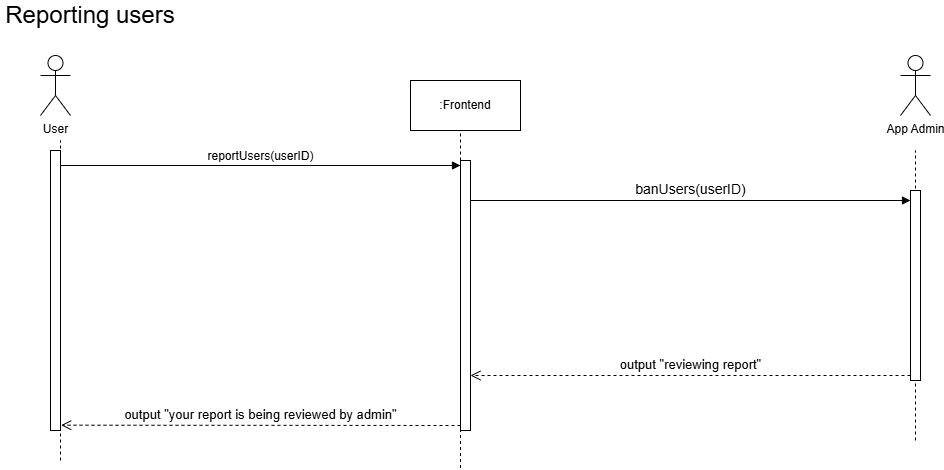 Reporting users
User
:Frontend
App Admin
reportUsers(userID)
banUsers(userID)
output "reviewing report"
output "your report is being reviewed by admin"